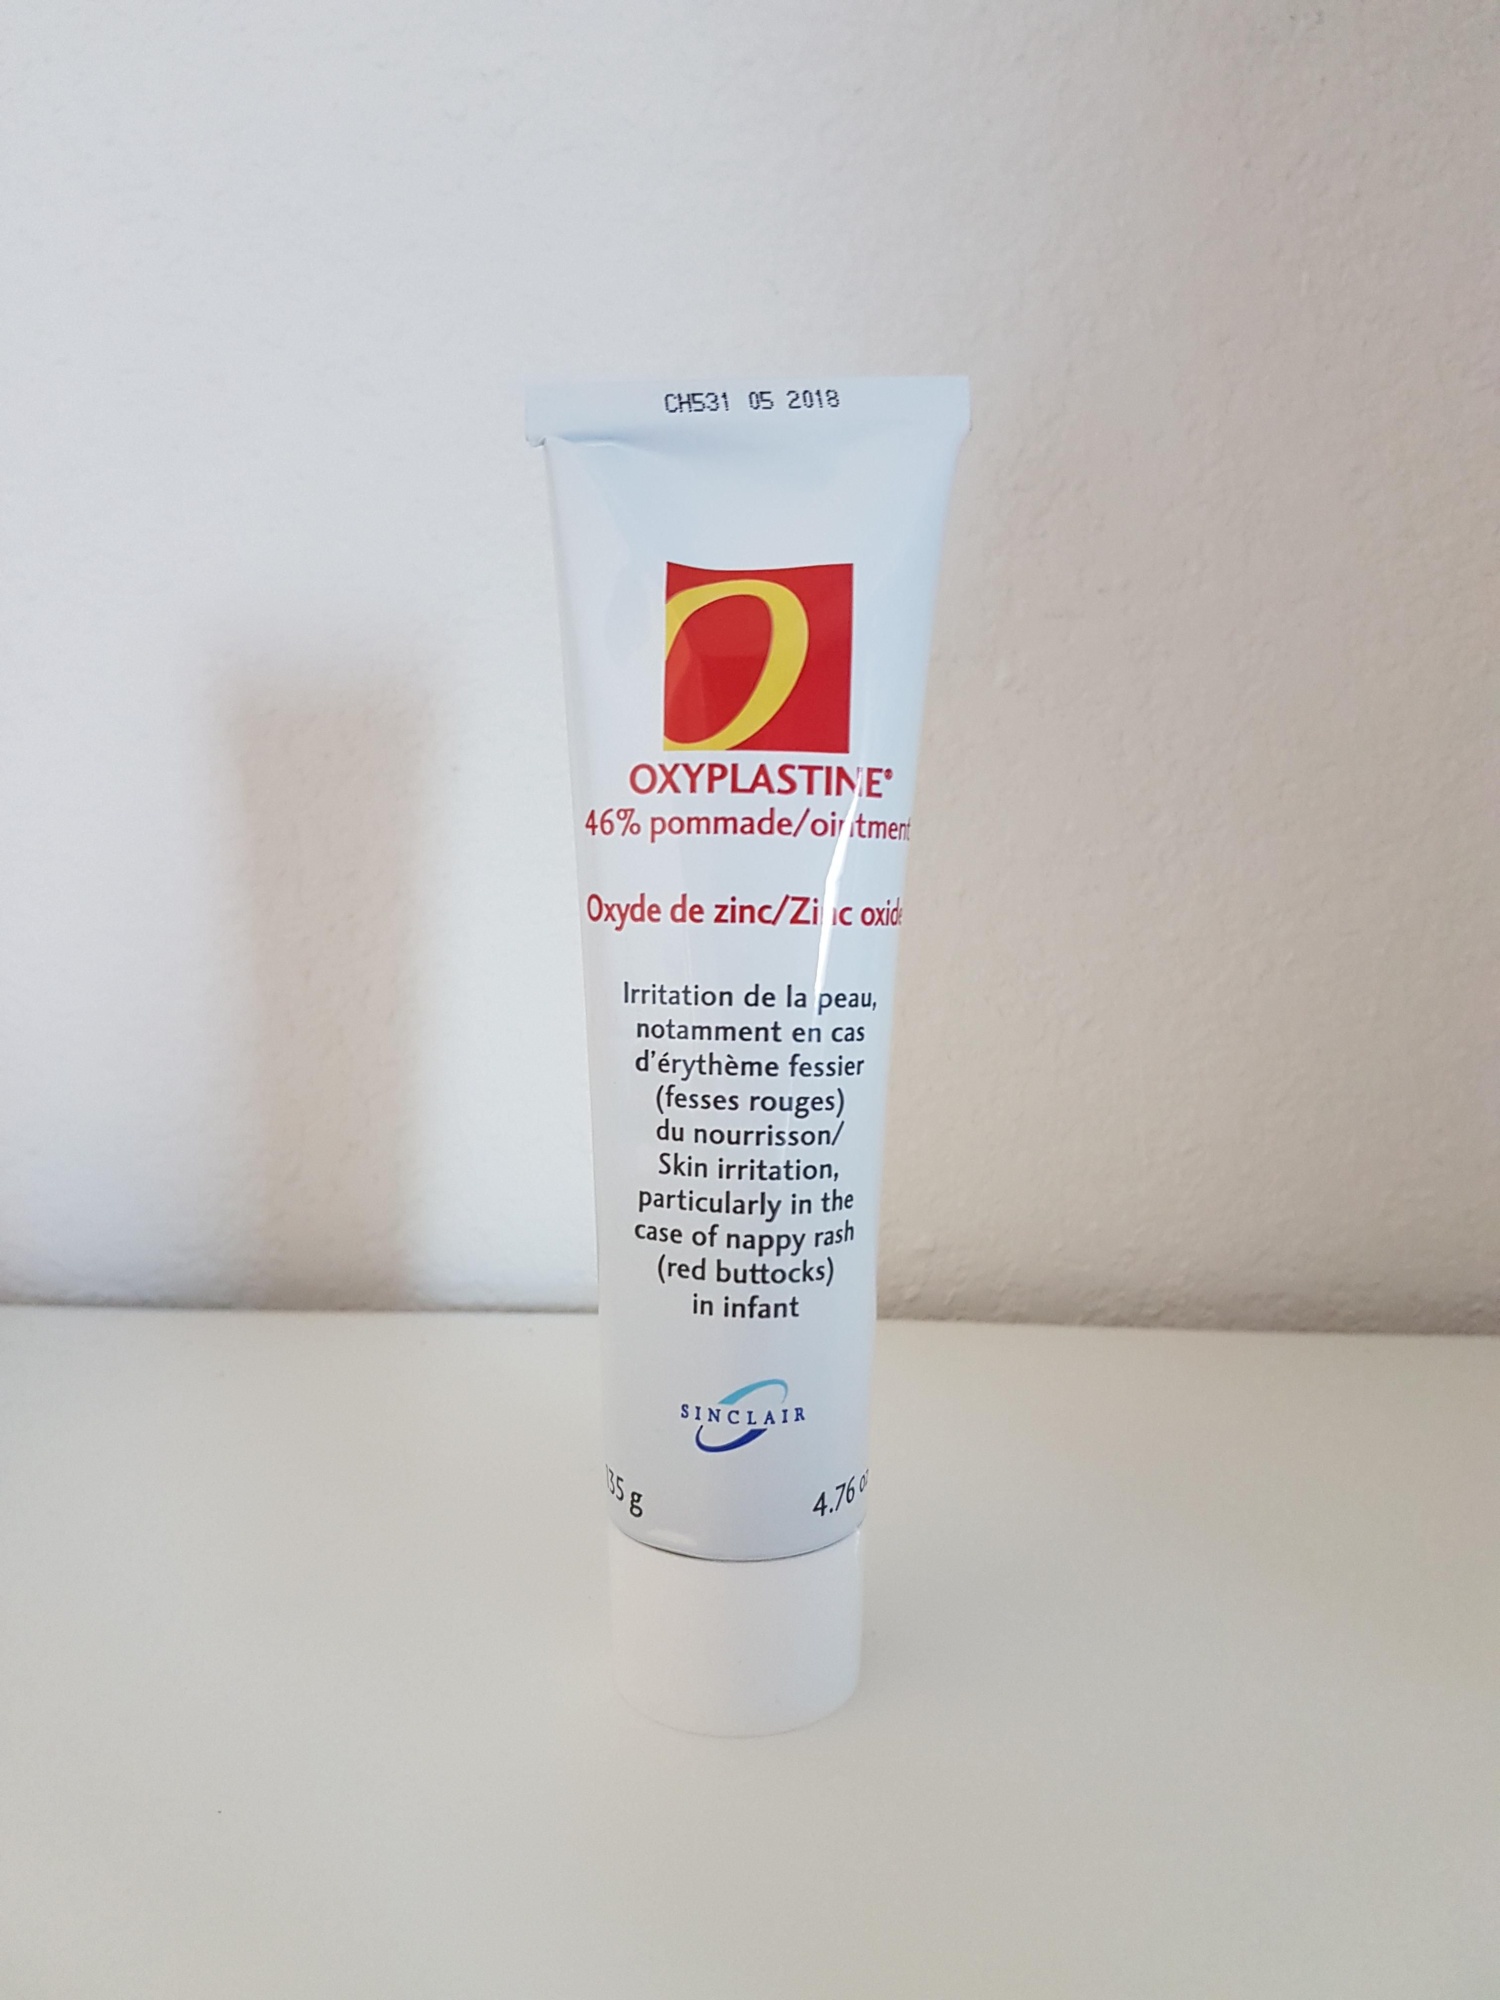 CH531 05 2018
OXYPLASTINE®
46% pommade/ointment
Oxyde de zinc/Zinc oxide
Irritation de la peau,
notamment en cas
d'érythème fessier
(fesses rouges)
du nourrisson/
Skin irritation,
particularly in the
case of nappy rash
(red buttocks)
in infant
SINCLAIR
135 g 4.76 oz